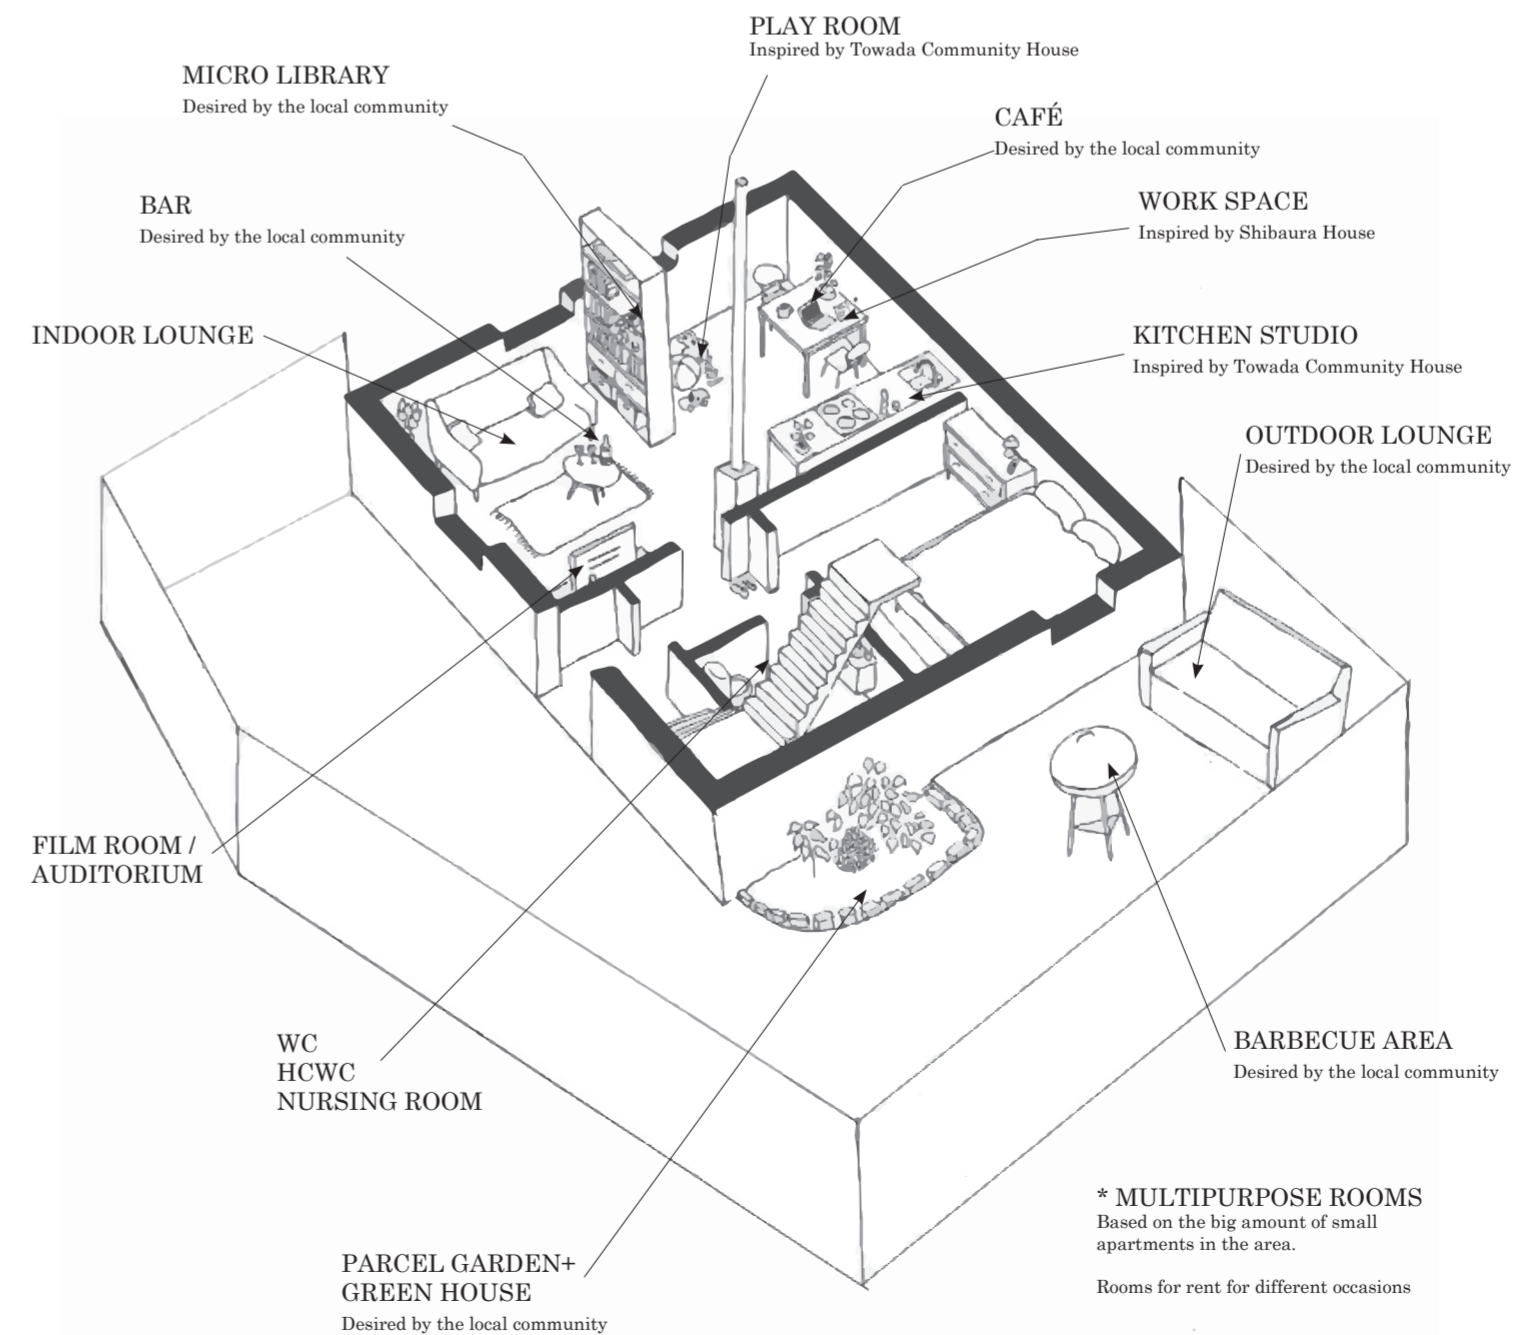 PLAY ROOM
Inspired by Towada Community House
MICRO LIBRARY
Desired by the local community
CAFÉ
Desired by the local community
BAR
Desired by the local community
WORK SPACE
Inspired by Shibaura House
INDOOR LOUNGE
KITCHEN STUDIO
Inspired by Towada Community House
OUTDOOR LOUNGE
Desired by the local community
FILM ROOM /
AUDITORIUM
WC
HCWC
NURSING ROOM
BARBECUE AREA
Desired by the local community
PARCEL GARDEN+
GREEN HOUSE
Desired by the local community
* MULTIPURPOSE ROOMS
Based on the big amount of small
apartments in the area.
Rooms for rent for different occasions